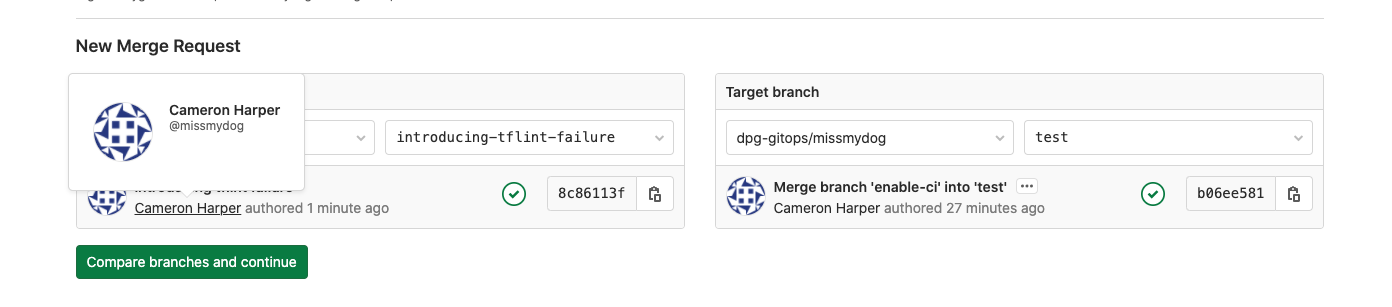 New Merge Request
Cameron Harper
@missmydog
introducing-tflint-failure
8c86113f
Cameron Harper authored 1 minute ago
Target branch
dpg-gitops/missmydog
test
Merge branch 'enable-ci' into 'test'
b06ee581
Cameron Harper authored 27 minutes ago
Compare branches and continue